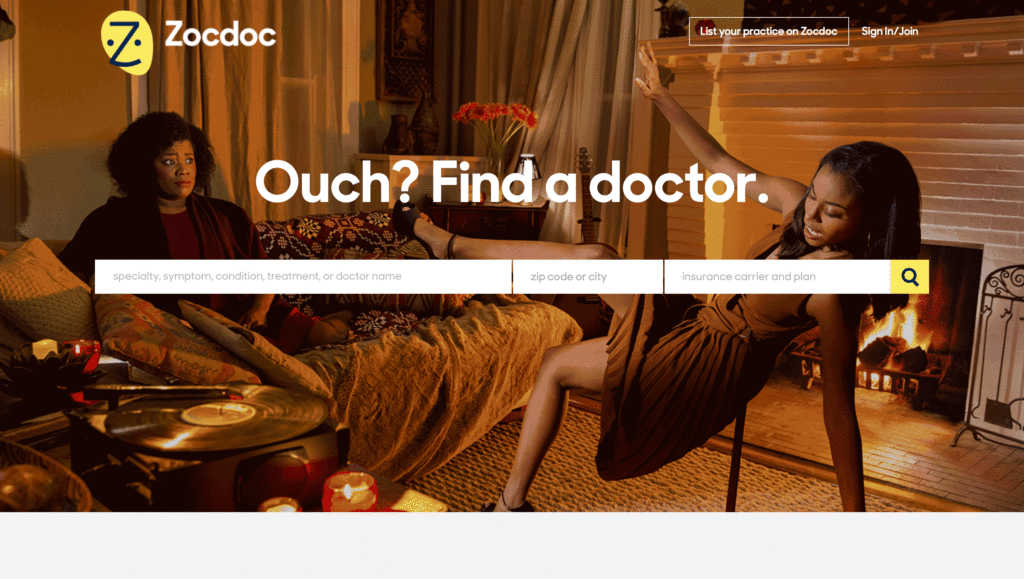 Zocdoc
List your practice on Zocdoc
Sign In/Join
Ouch? Find a doctor.
specialty, symptom, condition, treatment, or doctor name
zip code or city
insurance carrier and plan